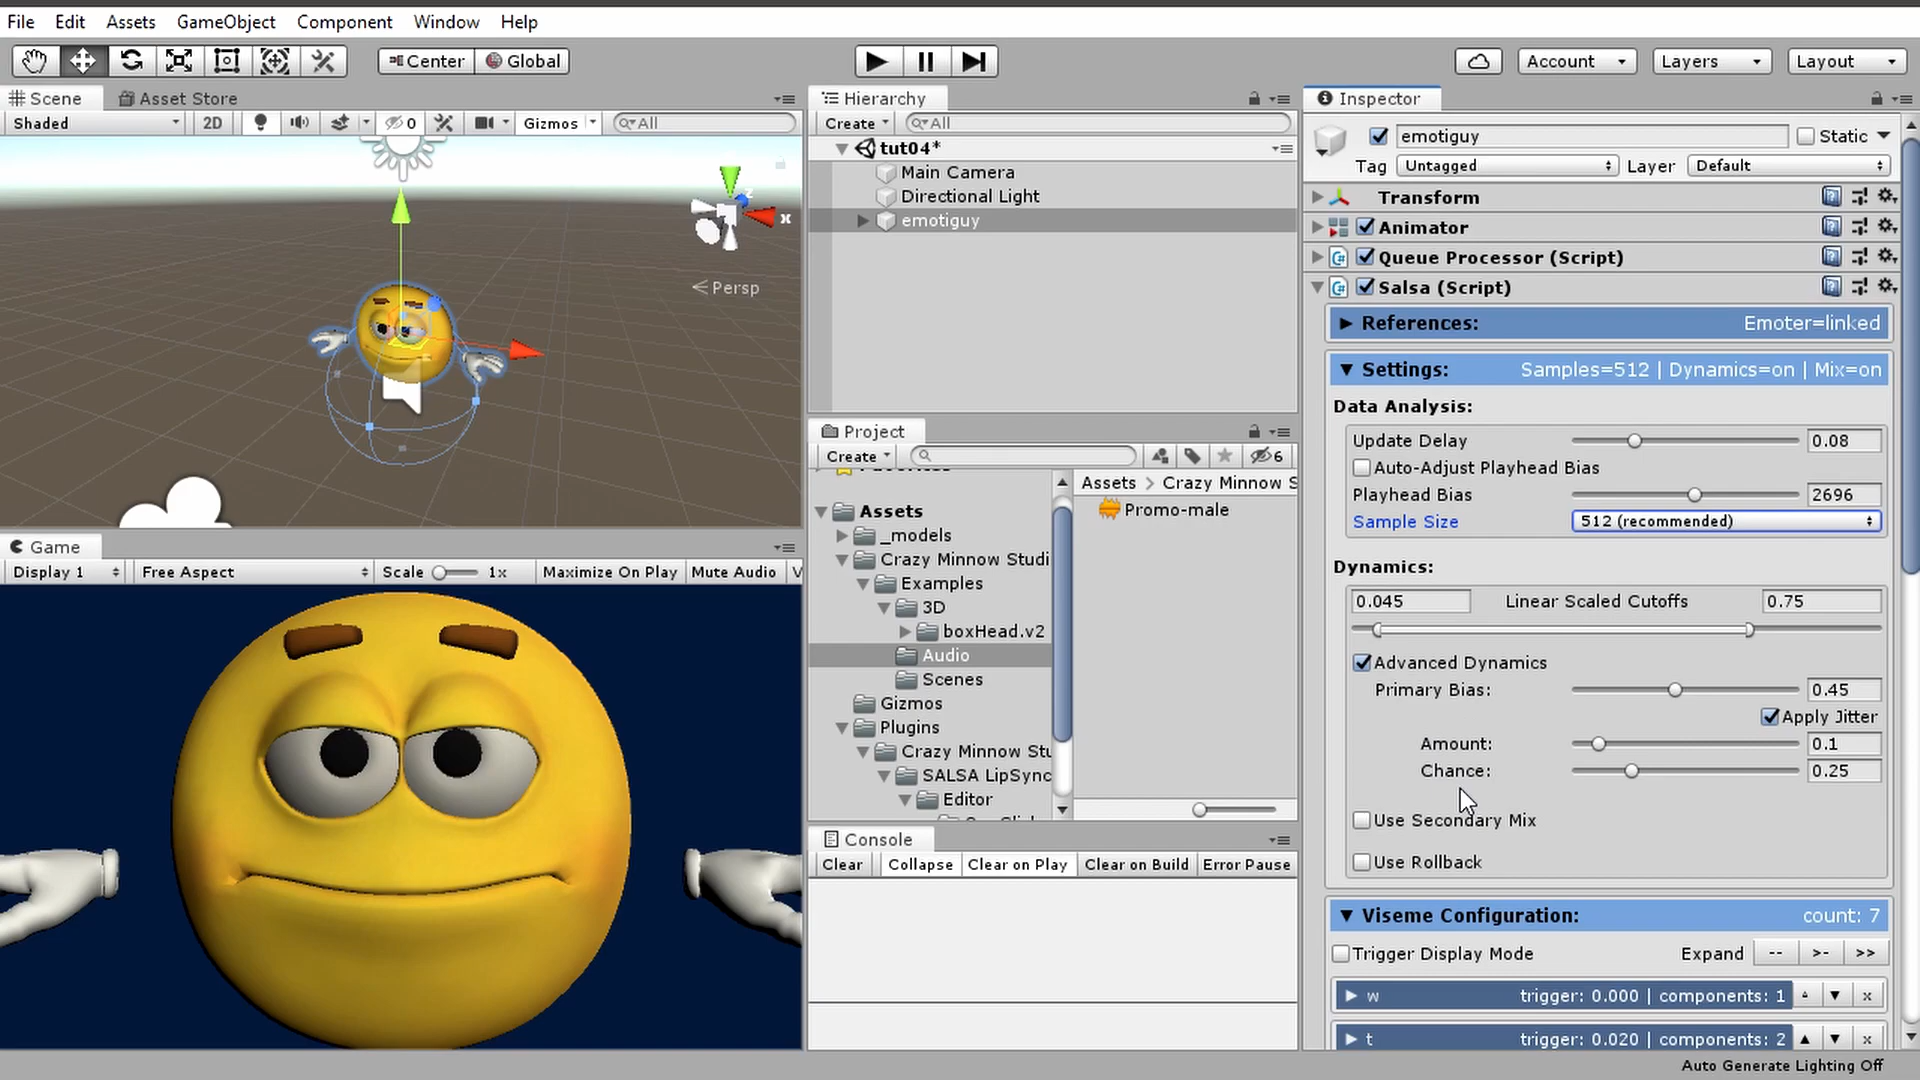 File Edit Assets GameObject Component Window Help
Center Global
Account Layers Layout
Scene Asset Store
Shaded 2D 0 Gizmos All
x
z
Persp
Game
Display 1 Free Aspect Scale 1x Maximize On Play Mute Audio V
Hierarchy
Create All
tut04*
Main Camera
Directional Light
emotiguy
Project
Create 6
Assets
_models
Crazy Minnow Studi
Examples
3D
boxHead.v2
Audio
Scenes
Gizmos
Plugins
Crazy Minnow Stu
SALSA LipSync
Editor
Assets > Crazy Minnow S
Promo-male
Console
Clear Collapse Clear on Play Clear on Build Error Pause
Inspector
emotiguy Static
Tag Untagged Layer Default
Transform
Animator
Queue Processor (Script)
Salsa (Script)
References: Emoter=linked
Settings: Samples=512 | Dynamics=on | Mix=on
Data Analysis:
Update Delay 0.08
Auto-Adjust Playhead Bias
Playhead Bias 2696
Sample Size 512 (recommended)
Dynamics:
0.045 Linear Scaled Cutoffs 0.75
Advanced Dynamics
Primary Bias: 0.45
Apply Jitter
Amount: 0.1
Chance: 0.25
Use Secondary Mix
Use Rollback
Viseme Configuration: count: 7
Trigger Display Mode Expand -- >- >>
w trigger: 0.000 | components: 1 x
t trigger: 0.020 | components: 2 x
Auto Generate Lighting Off